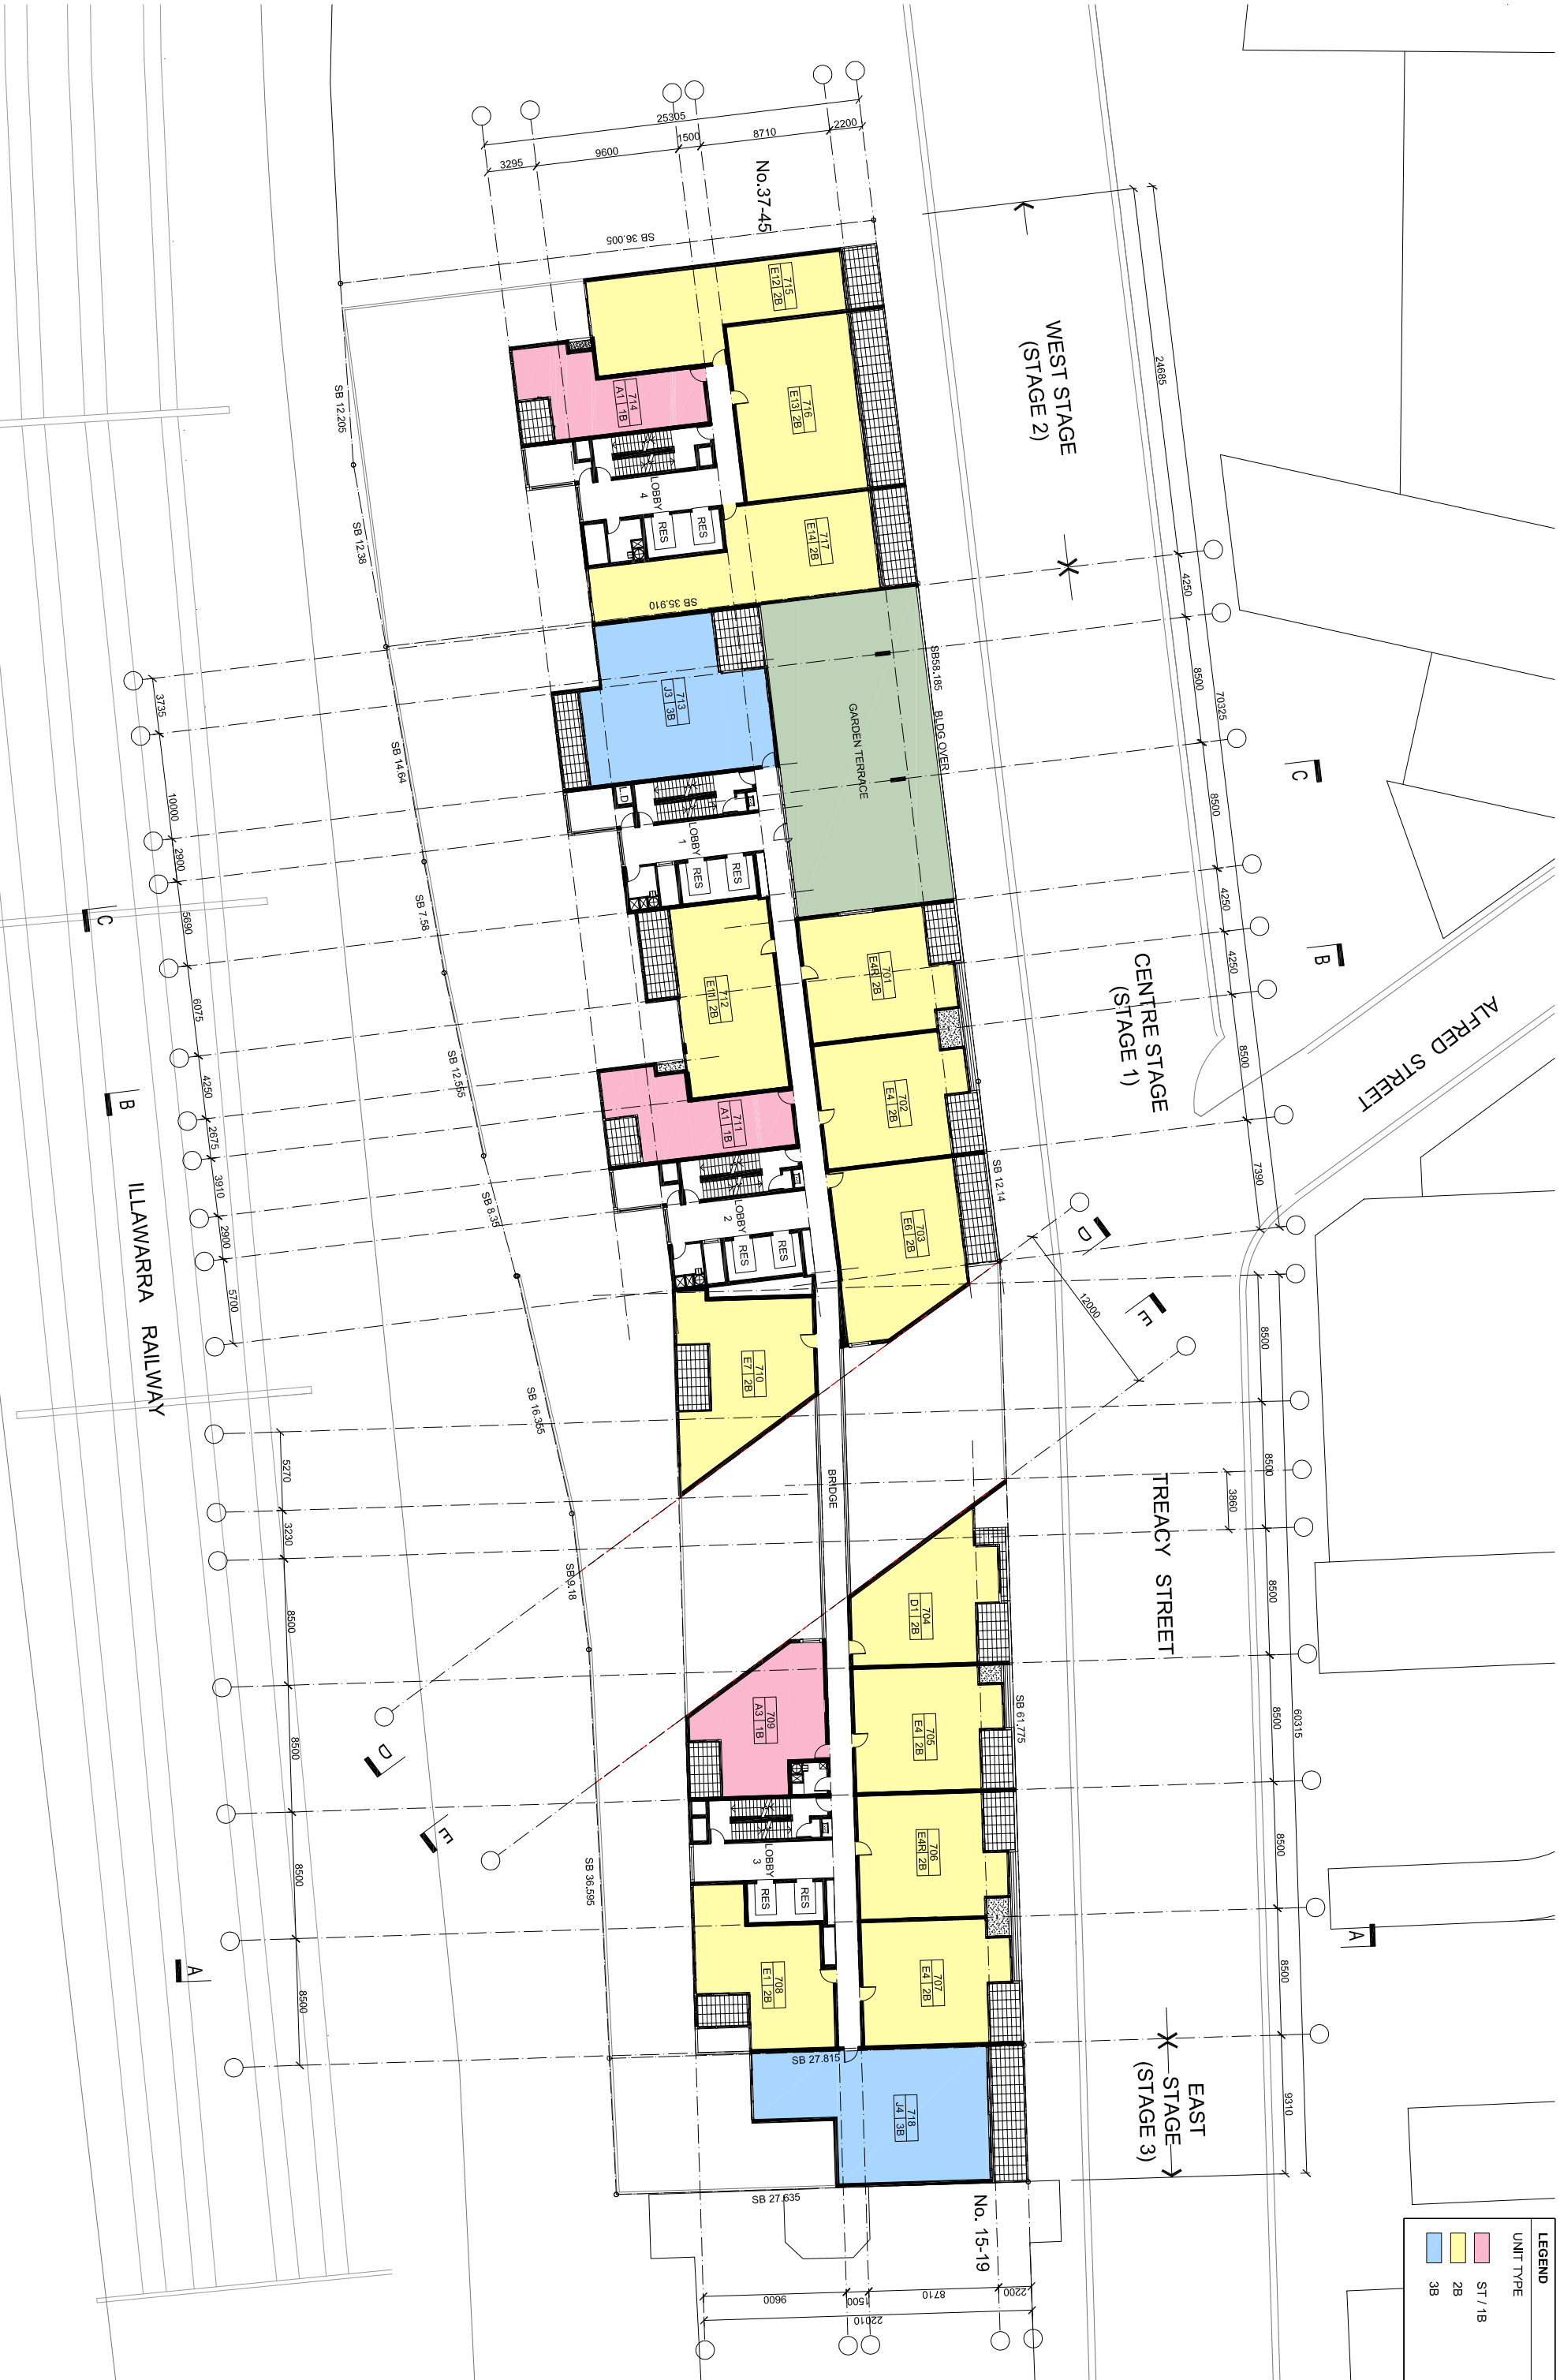 No.37-45
25305
3295
9600
1500
8710
2200
SB 36.005
WEST STAGE
(STAGE 2)
24685
4250
8500
70325
8500
4250
4250
8500
7390
715
E12 2B
716
E13 2B
714
A1 1B
717
E14 2B
LOBBY
4
RES
RES
SB 35.910
SB 12.205
SB 12.38
SB 14.64
SB 7.58
SB 12.555
SB 8.35
SB 16.355
SB 9.18
SB 36.595
713
J3 3B
GARDEN TERRACE
SB58.185 BLDG OVER
LD
LOBBY
1
RES
RES
CENTRE STAGE
(STAGE 1)
ALFRED STREET
C
B
701
E4R 2B
712
E11 2B
702
E4 2B
711
A1 1B
703
E6 2B
SB 12.14
LOBBY
2
RES
RES
710
E7 2B
D
E
12000
3735
10000
2900
5690
6075
4250
2675
3910
2900
5700
C
B
ILLAWARRA RAILWAY
BRIDGE
TREACY STREET
8500
8500
3860
8500
8500
60315
8500
8500
9310
704
D1 2B
705
E4 2B
SB 61.775
709
A3 1B
706
E4R 2B
LOBBY
3
RES
RES
707
E4 2B
708
E1 2B
5270
3230
8500
8500
8500
8500
D
E
A
A
SB 27.815
718
J4 3B
SB 27.635
EAST
STAGE
(STAGE 3)
No. 15-19
9600
1500
8710
2200
22010
LEGEND
UNIT TYPE
ST / 1B
2B
3B